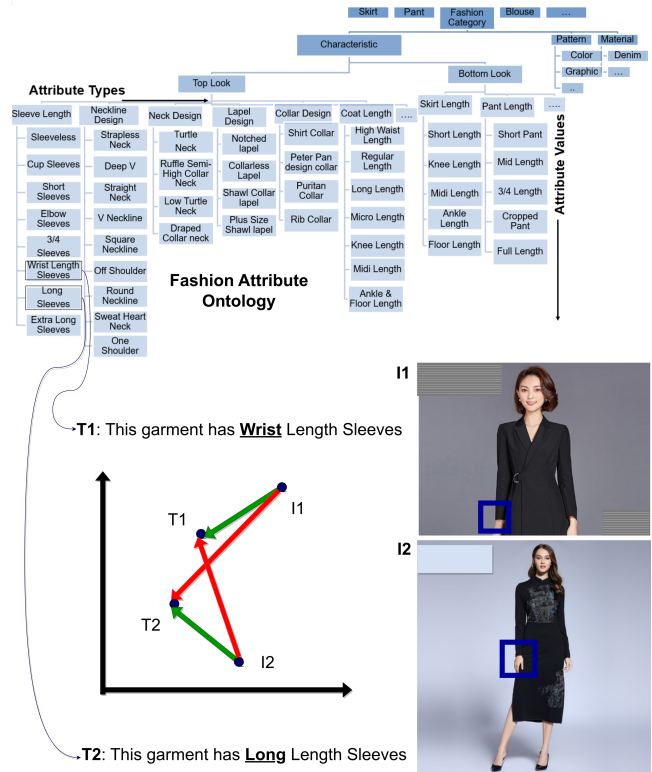 Skirt
Pant
Fashion
Category
Blouse
...
Characteristic
Pattern
Material
Color
Denim
Graphic
...
..
Top Look
Bottom Look
Attribute Types
Attribute Values
Sleeve Length
Sleeveless
Cup Sleeves
Short
Sleeves
Elbow
Sleeves
3/4
Sleeves
Wrist Length
Sleeves
Long
Sleeves
Extra Long
Sleeves
Neckline
Design
Strapless
Neck
Deep V
Straight
Neck
V Neckline
Square
Neckline
Off Shoulder
Round
Neckline
Sweat Heart
Neck
One
Shoulder
Neck Design
Turtle
Neck
Ruffle Semi-
High Collar
Neck
Low Turtle
Neck
Draped
Collar neck
Lapel
Design
Notched
lapel
Collarless
Lapel
Shawl Collar
lapel
Plus Size
Shawl lapel
Collar Design
Shirt Collar
Peter Pan
design collar
Puritan
Collar
Rib Collar
Coat Length
High Waist
Length
Regular
Length
Long Length
Micro Length
Knee Length
Midi Length
Ankle &
Floor Length
....
Skirt Length
Short Length
Knee Length
Midi Length
Ankle
Length
Floor Length
Pant Length
Short Pant
Mid Length
3/4 Length
Cropped
Pant
Full Length
....
Fashion Attribute
Ontology
I1
T1: This garment has Wrist Length Sleeves
T1
I1
T2
I2
I2
T2: This garment has Long Length Sleeves